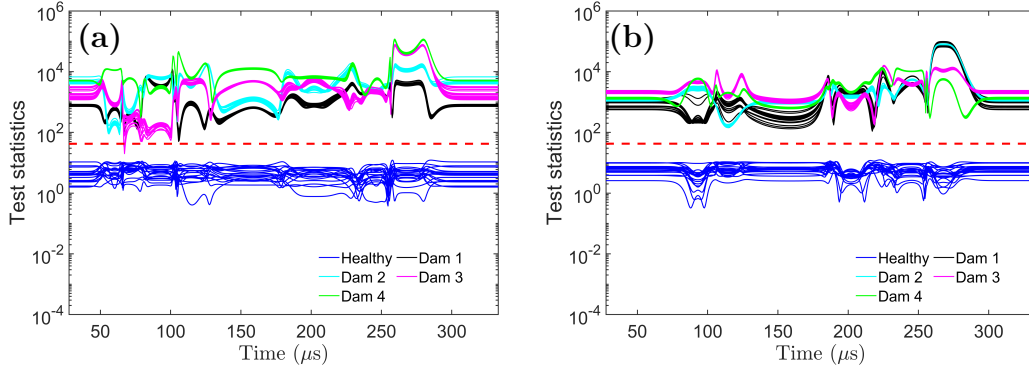 (a)
Test statistics
10^6
10^4
10^2
10^0
10^-2
10^-4
Healthy Dam 1
Dam 2 Dam 3
Dam 4
50 100 150 200 250 300
Time (μs)
(b)
Test statistics
10^6
10^4
10^2
10^0
10^-2
10^-4
Healthy Dam 1
Dam 2 Dam 3
Dam 4
50 100 150 200 250 300
Time (μs)